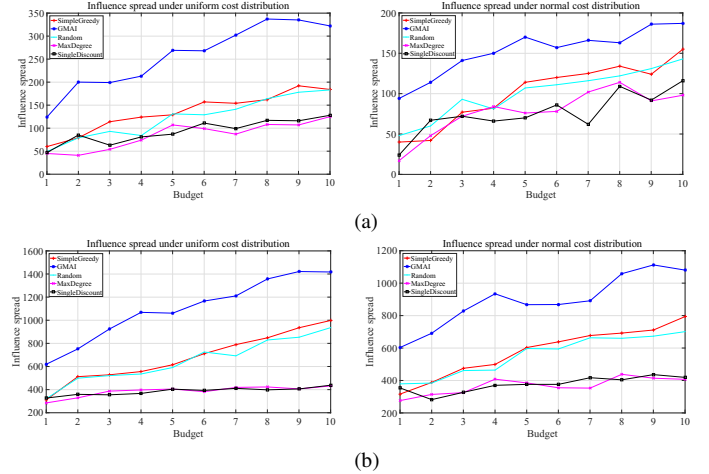 Influence spread under uniform cost distribution
350
300
250
200
150
100
50
0
1 2 3 4 5 6 7 8 9 10
Influence spread
Budget
SimpleGreedy
GMAI
Random
MaxDegree
SingleDiscount
Influence spread under normal cost distribution
200
150
100
50
0
1 2 3 4 5 6 7 8 9 10
Influence spread
Budget
SimpleGreedy
GMAI
Random
MaxDegree
SingleDiscount
(a)
Influence spread under uniform cost distribution
1600
1400
1200
1000
800
600
400
200
1 2 3 4 5 6 7 8 9 10
Influence spread
Budget
SimpleGreedy
GMAI
Random
MaxDegree
SingleDiscount
Influence spread under normal cost distribution
1200
1000
800
600
400
200
1 2 3 4 5 6 7 8 9 10
Influence spread
Budget
SimpleGreedy
GMAI
Random
MaxDegree
SingleDiscount
(b)